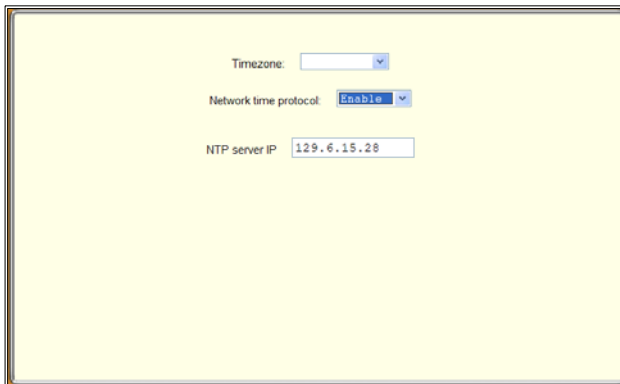 Timezone:
Network time protocol: Enable
NTP server IP 129.6.15.28